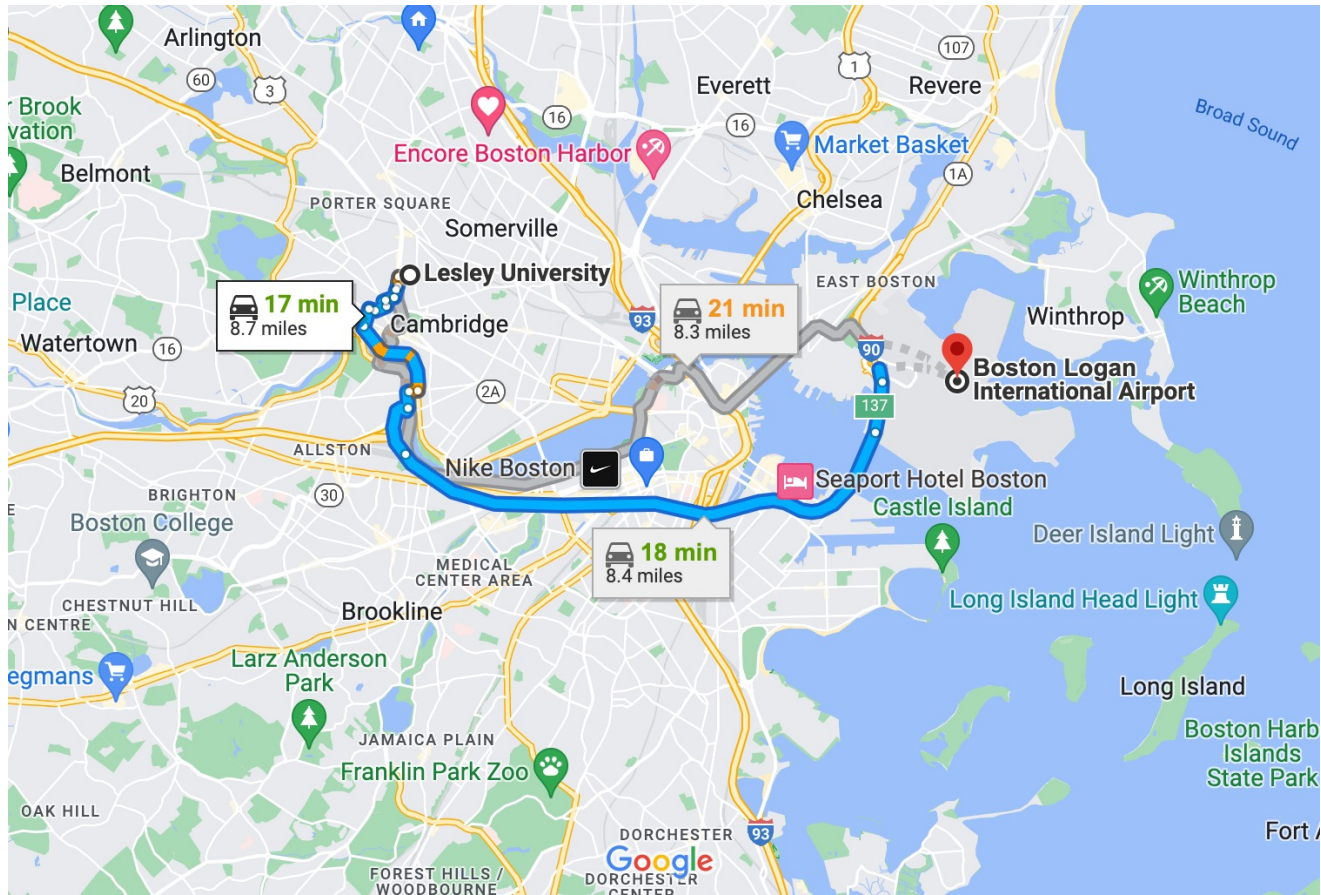 Arlington
60
3
107
1
Everett
Revere
r Brook
vation
16
16
Broad Sound
Encore Boston Harbor
Market Basket
Belmont
1A
PORTER SQUARE
Chelsea
Somerville
Lesley University
EAST BOSTON
Winthrop
Beach
Place
17 min
8.7 miles
21 min
8.3 miles
93
Cambridge
Winthrop
Watertown
16
90
Boston Logan
International Airport
20
2A
137
ALLSTON
Nike Boston
Seaport Hotel Boston
BRIGHTON
30
Castle Island
Boston College
Deer Island Light
18 min
8.4 miles
MEDICAL
CENTER AREA
CHESTNUT HILL
Long Island Head Light
N CENTRE
Brookline
Larz Anderson
Park
egmans
Long Island
Boston Harb
Islands
State Park
JAMAICA PLAIN
Franklin Park Zoo
OAK HILL
DORCHESTER
93
Fort A
Google
FOREST HILLS /
WOODBOURNE
DORCHESTER
CENTER